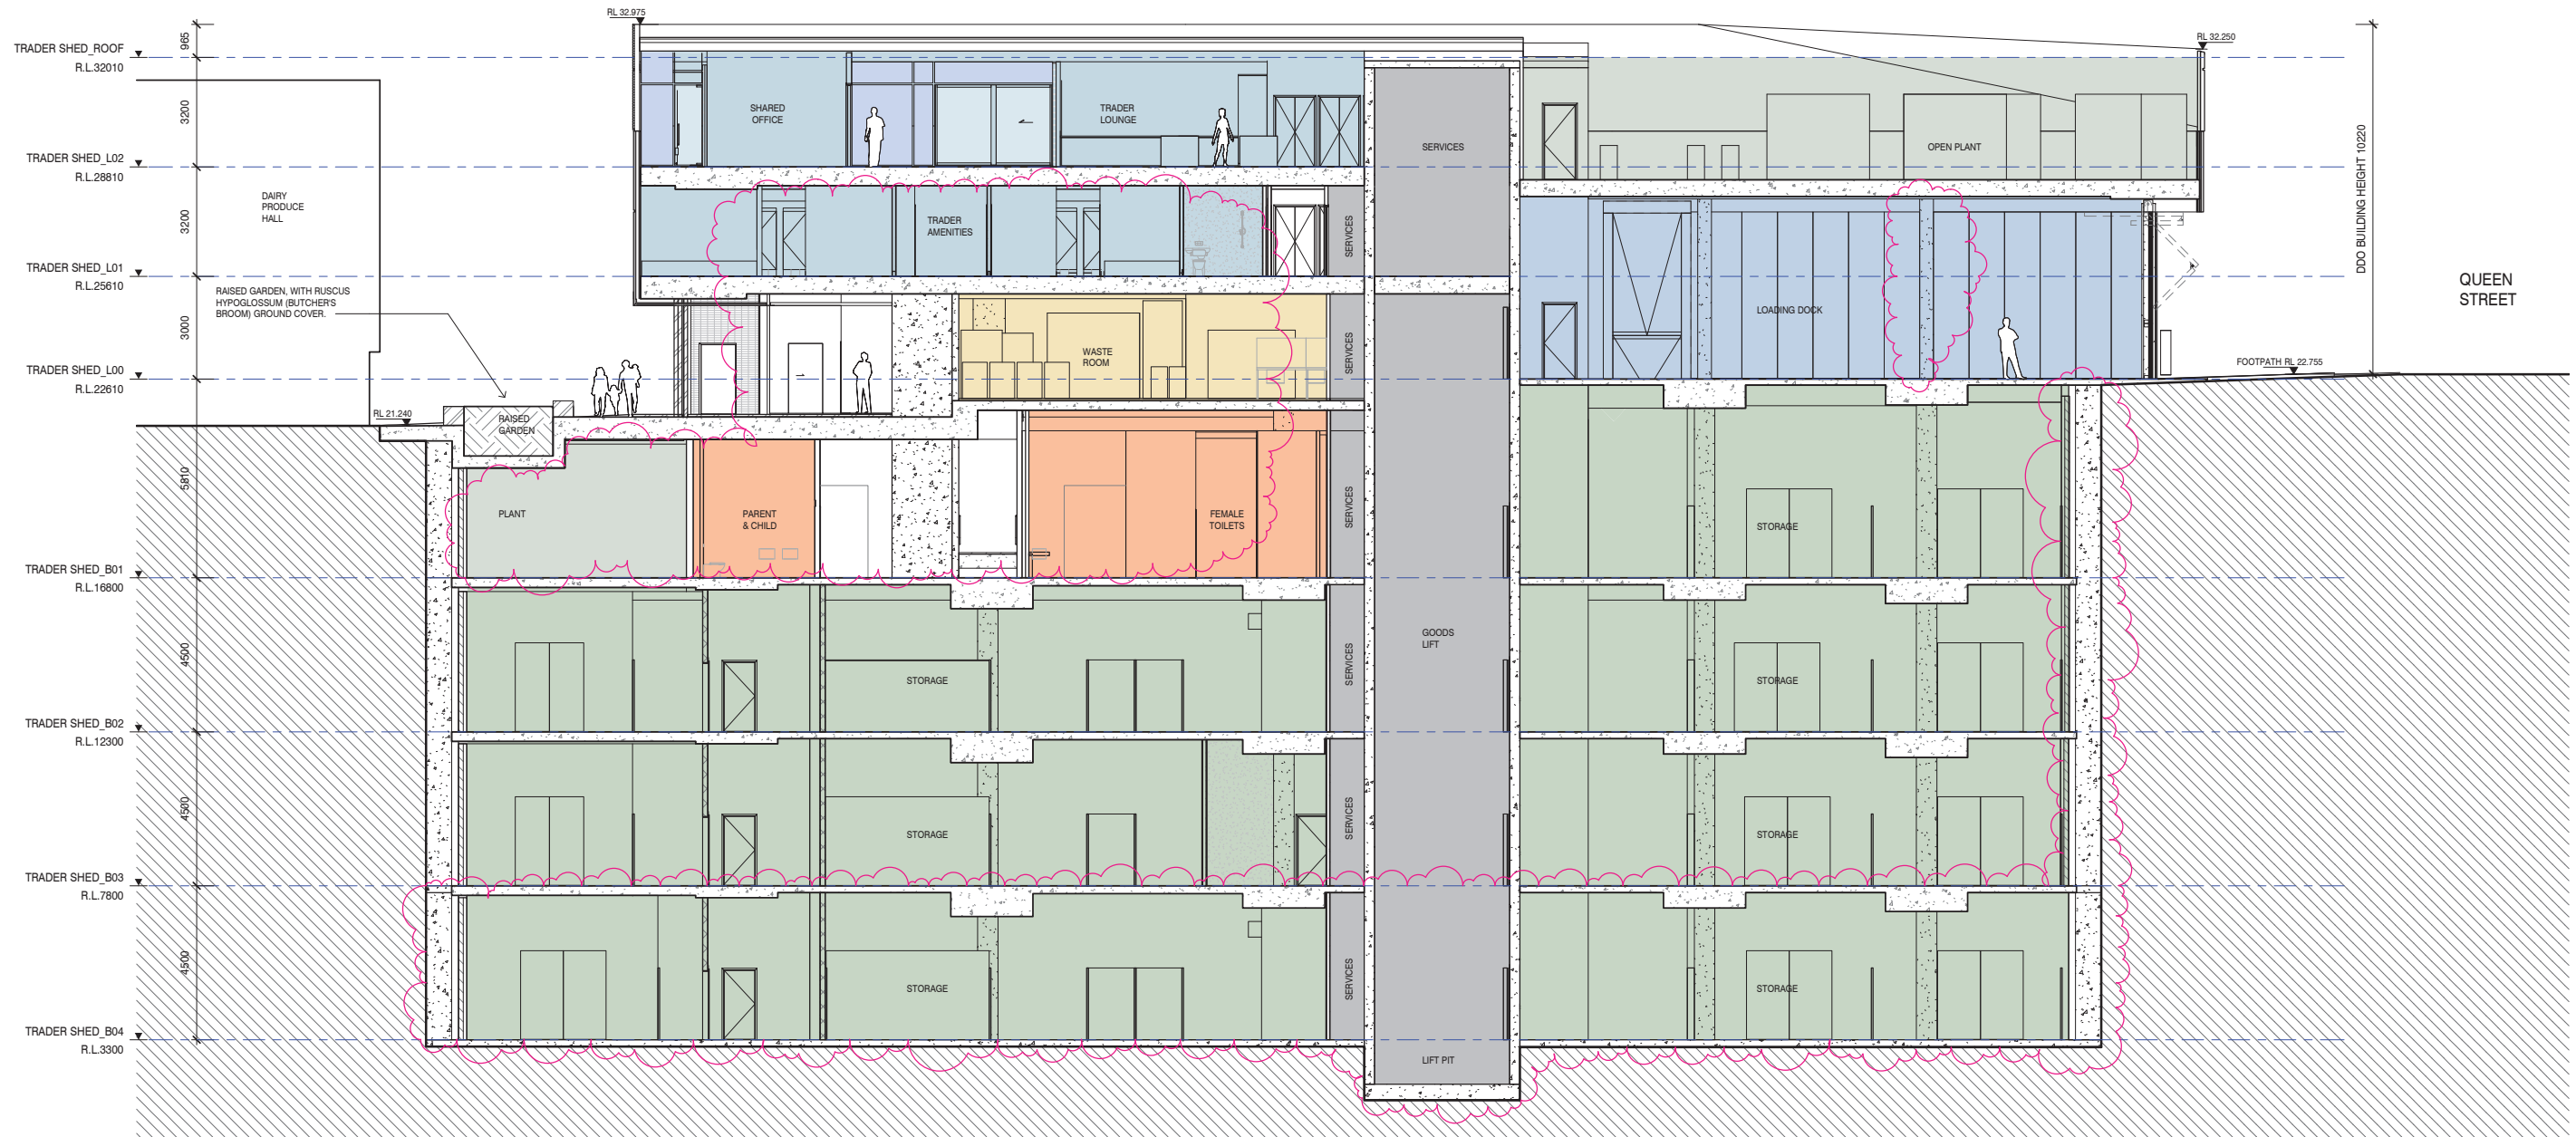 RL 32.975
TRADER SHED_ROOF
R.L.32010
965
RL 32.250
3200
SHARED
OFFICE
TRADER
LOUNGE
SERVICES
OPEN PLANT
DDO BUILDING HEIGHT 10220
TRADER SHED_L02
R.L.28810
DAIRY
PRODUCE
HALL
3200
TRADER
AMENITIES
SERVICES
TRADER SHED_L01
R.L.25610
QUEEN
STREET
RAISED GARDEN, WITH RUSCUS
HYPOGLOSSUM (BUTCHER'S
BROOM) GROUND COVER.
3000
WASTE
ROOM
SERVICES
LOADING DOCK
FOOTPATH RL 22.755
TRADER SHED_L00
R.L.22610
RL 21.240
RAISED
GARDEN
5810
PLANT
PARENT
& CHILD
FEMALE
TOILETS
SERVICES
STORAGE
TRADER SHED_B01
R.L.16800
4500
STORAGE
SERVICES
GOODS
LIFT
STORAGE
TRADER SHED_B02
R.L.12300
4500
STORAGE
SERVICES
STORAGE
TRADER SHED_B03
R.L.7800
4500
STORAGE
SERVICES
STORAGE
TRADER SHED_B04
R.L.3300
LIFT PIT